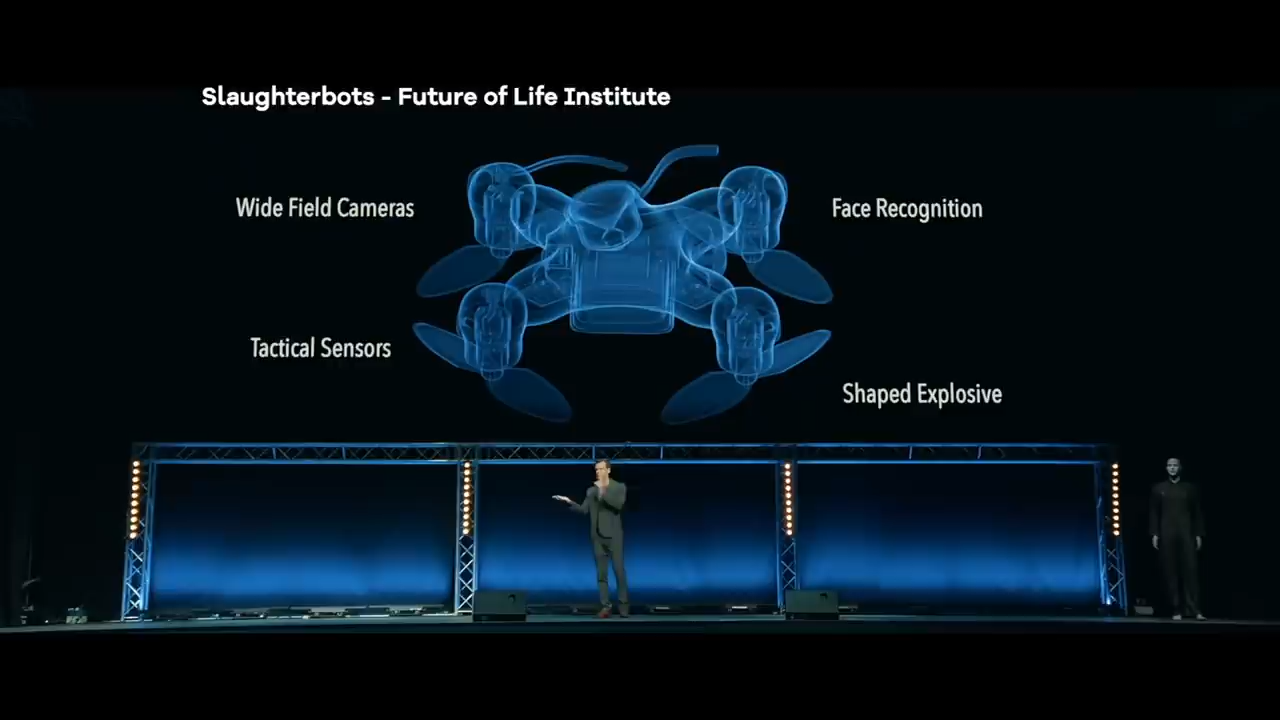 Slaughterbots - Future of Life Institute
Wide Field Cameras
Face Recognition
Tactical Sensors
Shaped Explosive